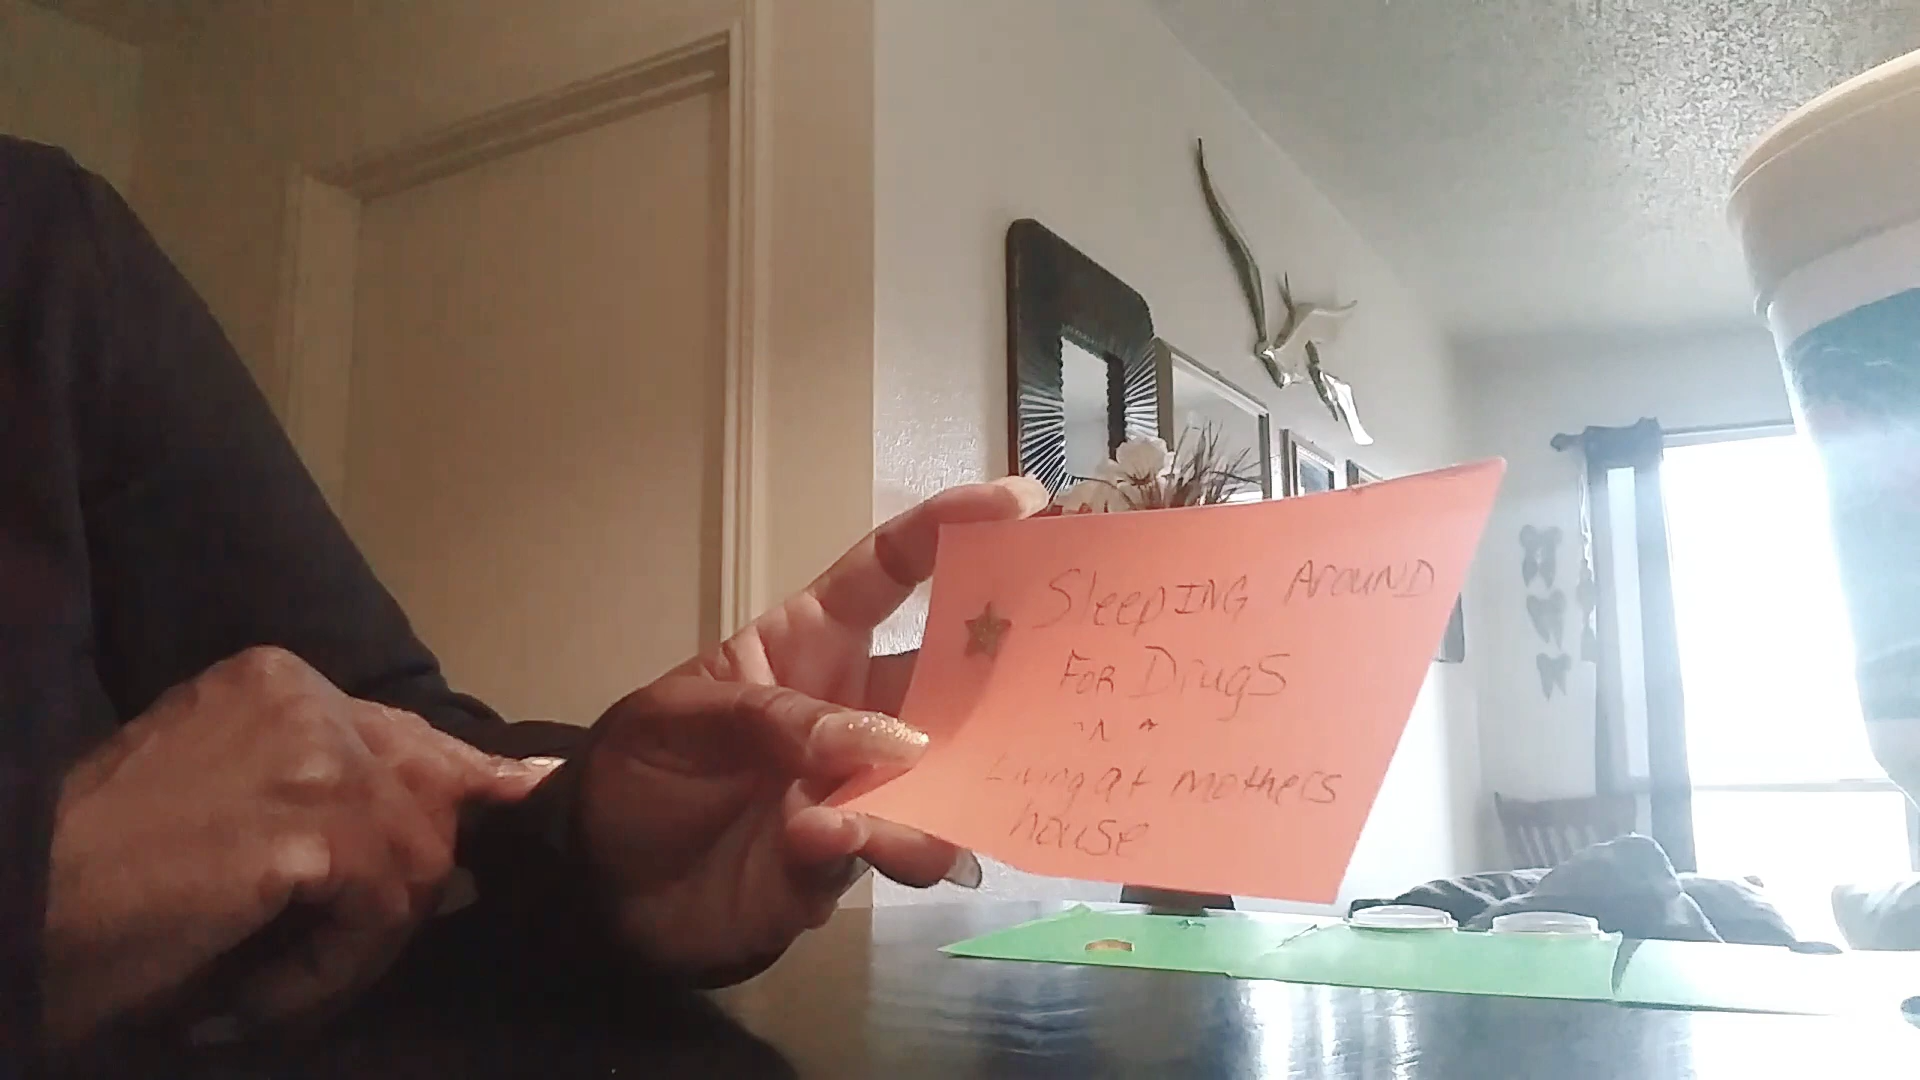 Sleeping Around
For Drugs
Living at mothers
house